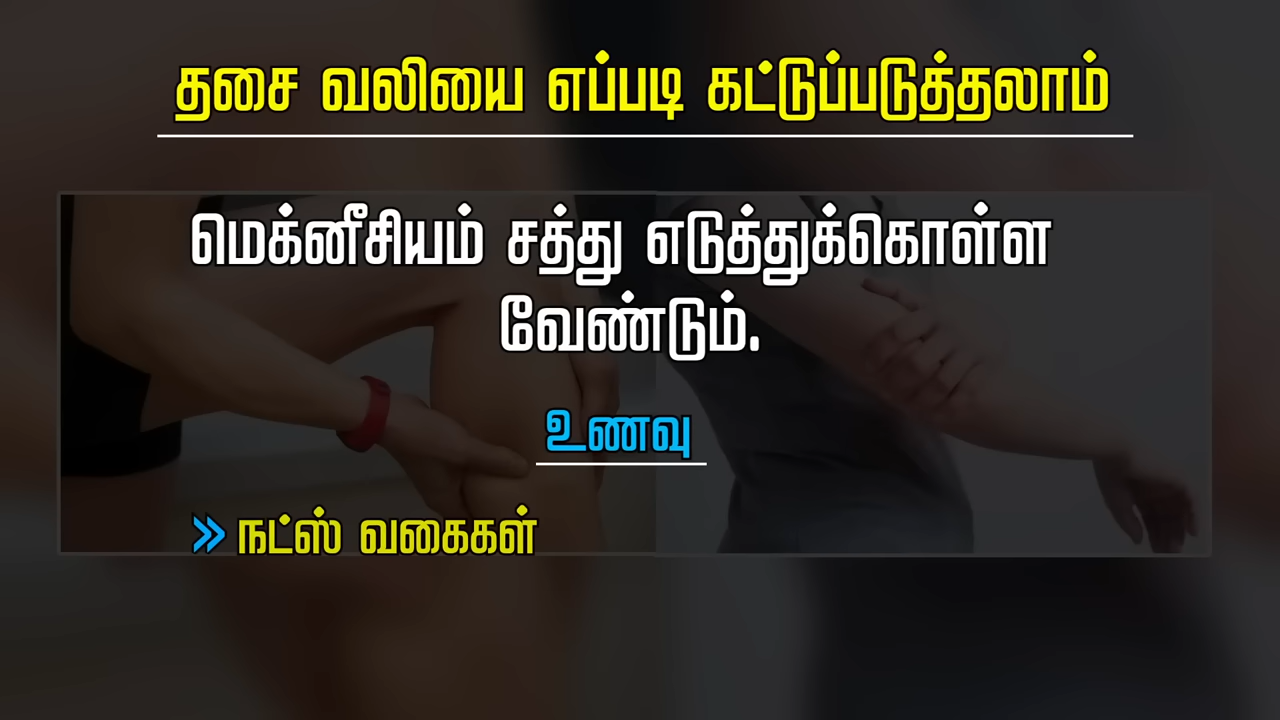 தசை வலியை எப்படி கட்டுப்படுத்தலாம்
மெக்னீசியம் சத்து எடுத்துக்கொள்ள
வேண்டும்.
உணவு
» நட்ஸ் வகைகள்